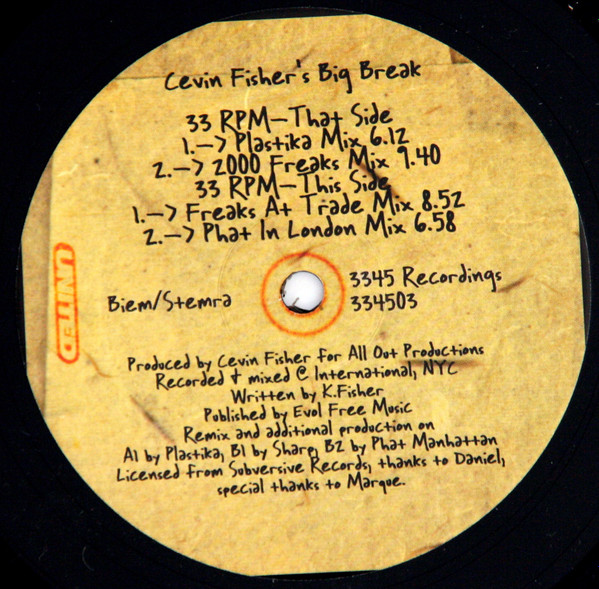 Cevin Fisher's Big Break
33 RPM—That Side
1.—> Plastika Mix 6.12
2.—> 2000 Freaks Mix 9.40
33 RPM—This Side
1.—> Freaks At Trade Mix 8.52
2.—> Phat In London Mix 6.58
UNITED
Biem/Stemra
3345 Recordings
334503
Produced by Cevin Fisher for All Out Productions
Recorded & mixed @ International, NYC
Written by K.Fisher
Published by Evol Free Music
Remix and additional production on
A1 by Plastika, B1 by Share, B2 by Phat Manhattan
Licensed from Subversive Records, thanks to Daniel,
special thanks to Marque.